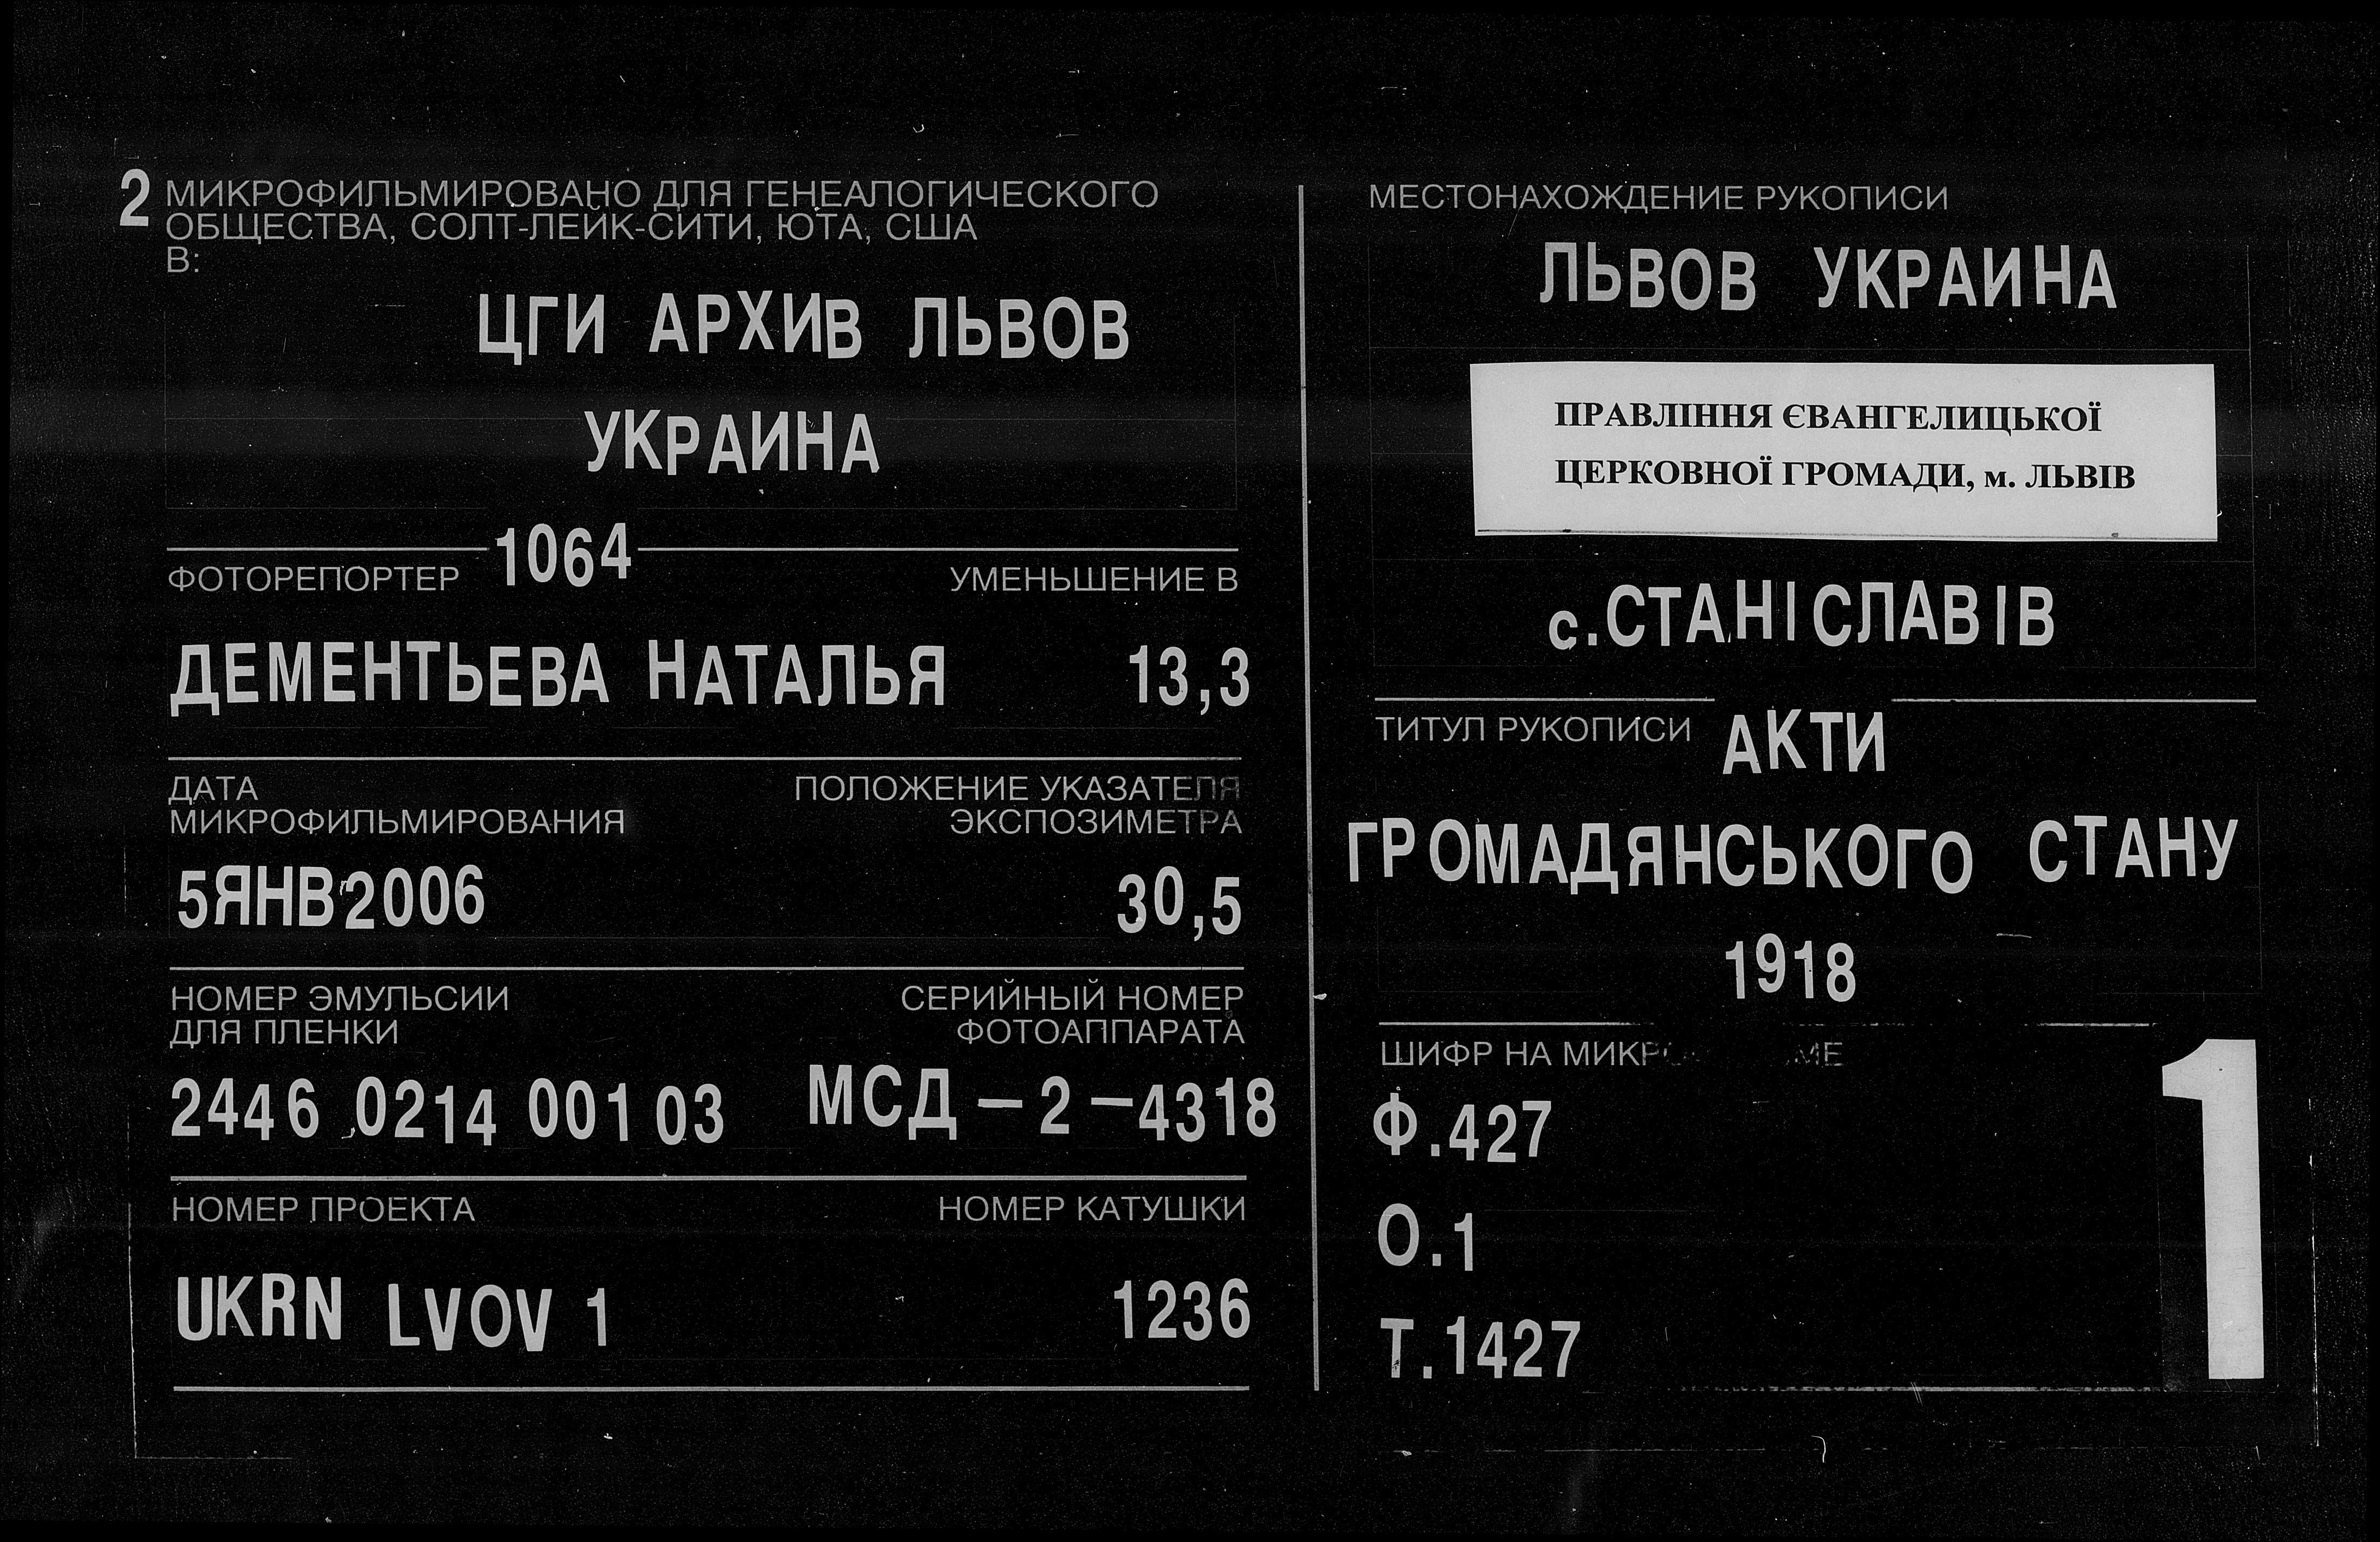 2 МИКРОФИЛЬМИРОВАНО ДЛЯ ГЕНЕАЛОГИЧЕСКОГО
ОБЩЕСТВА, СОЛТ-ЛЕЙК-СИТИ, ЮТА, США
В:
ЦГИ АРХИВ ЛЬВОВ
УКРАИНА
1064
ФОТОРЕПОРТЕР УМЕНЬШЕНИЕ В
ДЕМЕНТЬЕВА НАТАЛЬЯ 13,3
ДАТА ПОЛОЖЕНИЕ УКАЗАТЕЛЯ
МИКРОФИЛЬМИРОВАНИЯ ЭКСПОЗИМЕТРА
5ЯНВ2006 30,5
НОМЕР ЭМУЛЬСИИ СЕРИЙНЫЙ НОМЕР
ДЛЯ ПЛЕНКИ ФОТОАППАРАТА
2446 0214 001 03 МСД – 2 – 4318
НОМЕР ПРОЕКТА НОМЕР КАТУШКИ
UKRN LVOV 1 1236
МЕСТОНАХОЖДЕНИЕ РУКОПИСИ
ЛЬВОВ УКРАИНА
ПРАВЛІННЯ ЄВАНГЕЛИЦЬКОЇ
ЦЕРКОВНОЇ ГРОМАДИ, м. ЛЬВІВ
с.СТАНІСЛАВІВ
ТИТУЛ РУКОПИСИ АКТИ
ГРОМАДЯНСЬКОГО СТАНУ
1918
ШИФР НА
Ф.427
О.1
Т.1427
1